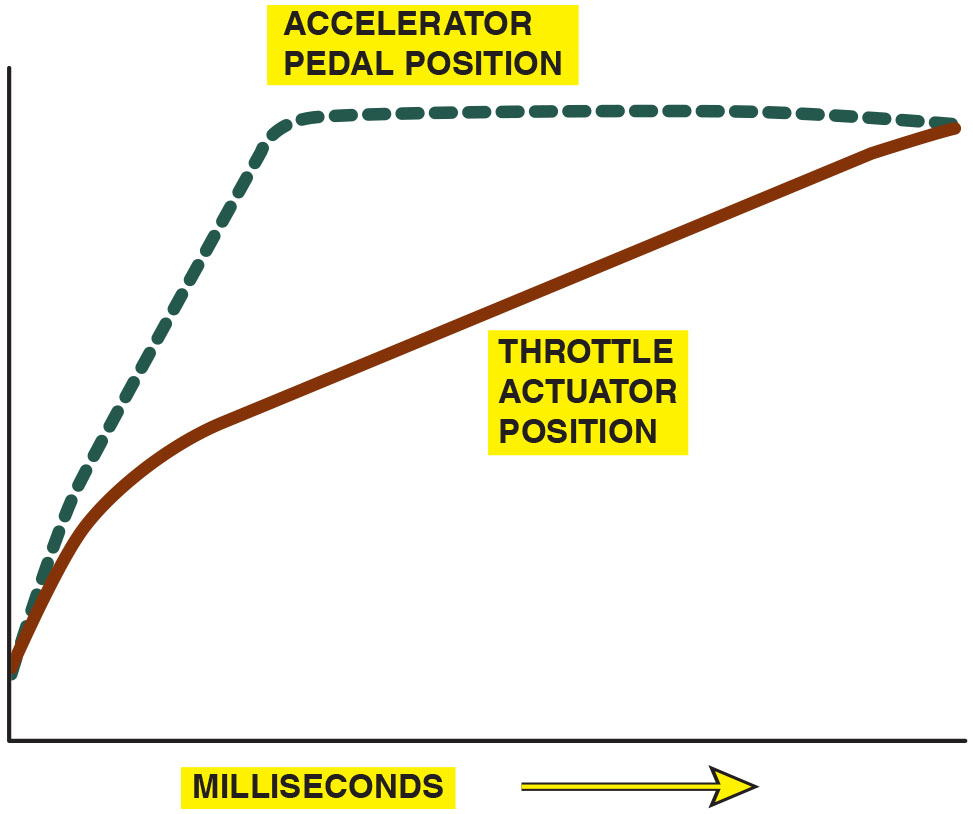 ACCELERATOR
PEDAL POSITION
THROTTLE
ACTUATOR
POSITION
MILLISECONDS